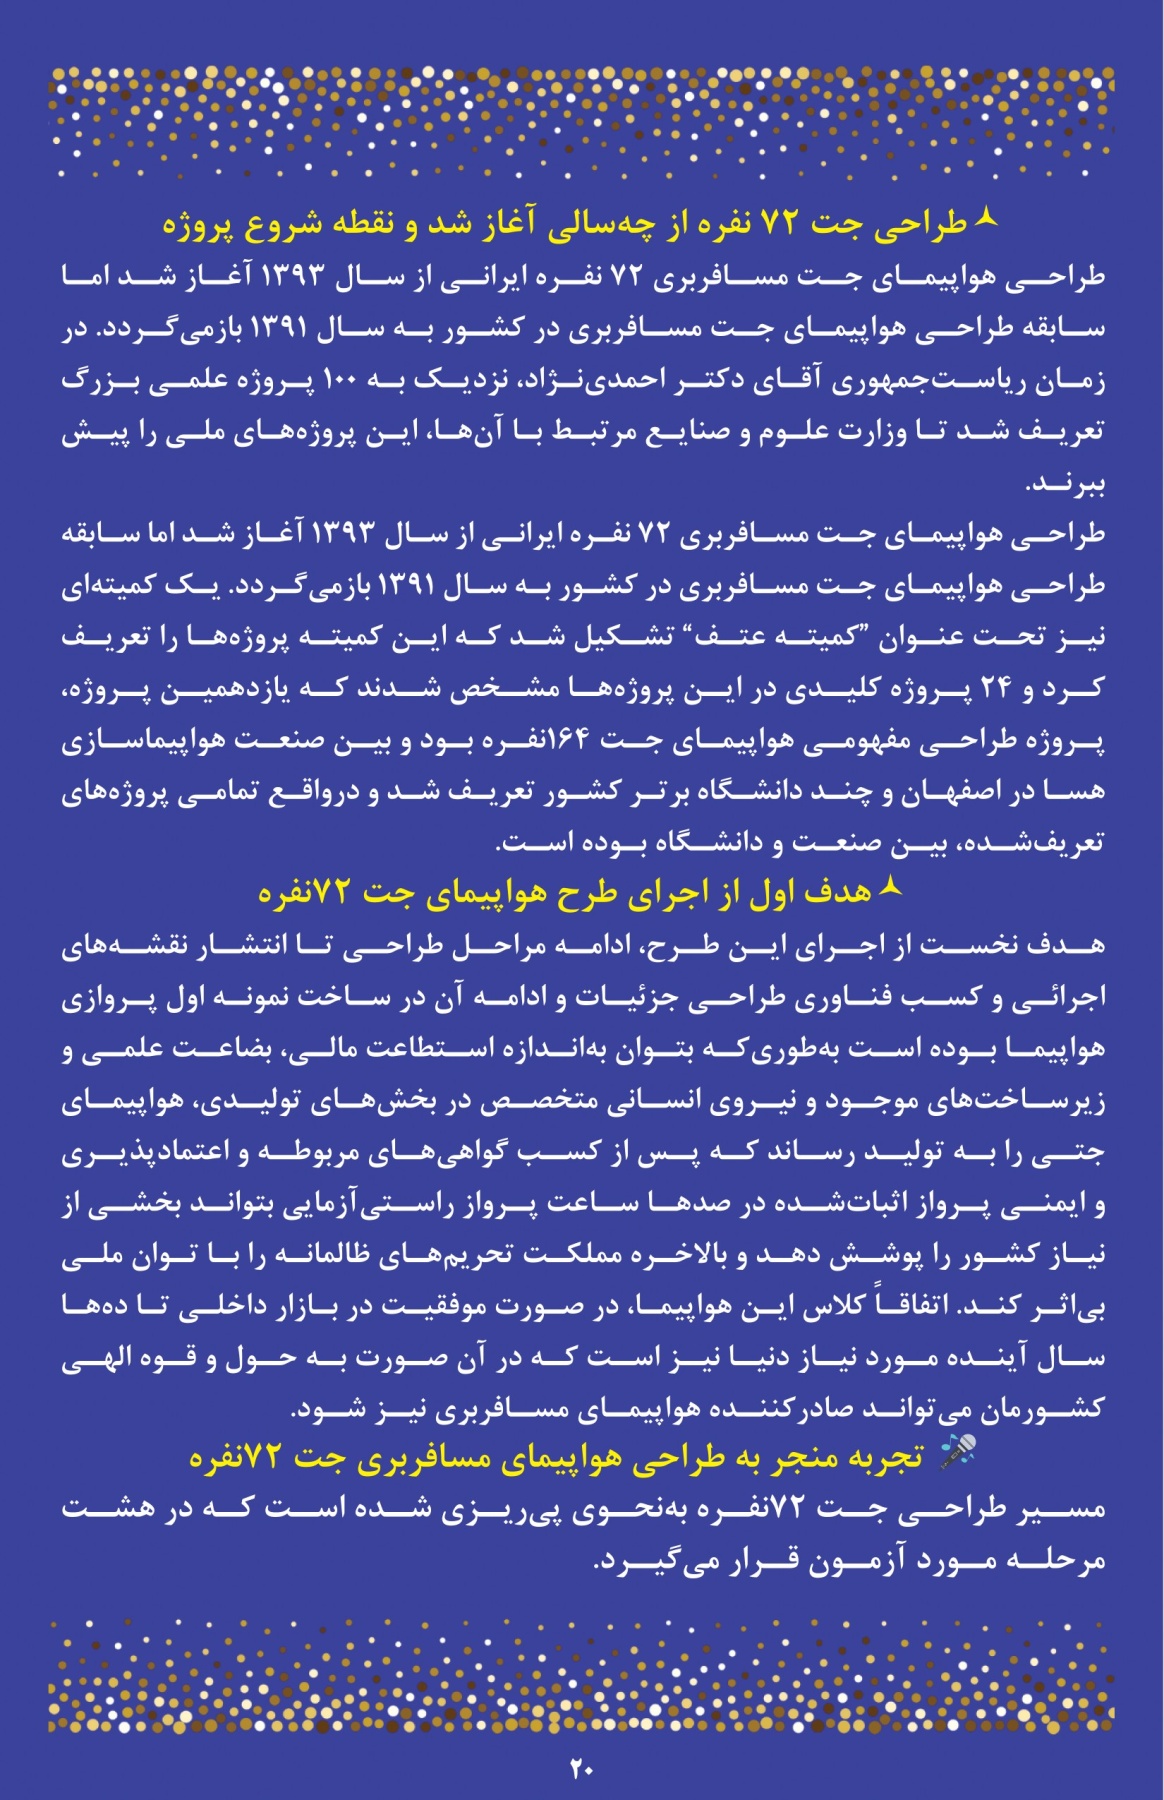 طراحی جت ۷۲ نفره از چه‌سالی آغاز شد و نقطه شروع پروژه
طراحی هواپیمای جت مسافربری ۷۲ نفره ایرانی از سال ۱۳۹۳ آغاز شد اما
سابقه طراحی هواپیمای جت مسافربری در کشور به سال ۱۳۹۱ بازمی‌گردد. در
زمان ریاست‌جمهوری آقای دکتر احمدی‌نژاد، نزدیک به ۱۰۰ پروژه علمی بزرگ
تعریف شد تا وزارت علوم و صنایع مرتبط با آن‌ها، این پروژه‌های ملی را پیش
ببرند.
طراحی هواپیمای جت مسافربری ۷۲ نفره ایرانی از سال ۱۳۹۳ آغاز شد اما سابقه
طراحی هواپیمای جت مسافربری در کشور به سال ۱۳۹۱ بازمی‌گردد. یک کمیته‌ای
نیز تحت عنوان ”کمیته عتف“ تشکیل شد که این کمیته پروژه‌ها را تعریف
کرد و ۲۴ پروژه کلیدی در این پروژه‌ها مشخص شدند که یازدهمین پروژه،
پروژه طراحی مفهومی هواپیمای جت ۱۶۴نفره بود و بین صنعت هواپیماسازی
هسا در اصفهان و چند دانشگاه برتر کشور تعریف شد و درواقع تمامی پروژه‌های
تعریف‌شده، بین صنعت و دانشگاه بوده است.
هدف اول از اجرای طرح هواپیمای جت ۷۲نفره
هدف نخست از اجرای این طرح، ادامه مراحل طراحی تا انتشار نقشه‌های
اجرائی و کسب فناوری طراحی جزئیات و ادامه آن در ساخت نمونه اول پروازی
هواپیما بوده است به‌طوری‌که بتوان به‌اندازه استطاعت مالی، بضاعت علمی و
زیرساخت‌های موجود و نیروی انسانی متخصص در بخش‌های تولیدی، هواپیمای
جتی را به تولید رساند که پس از کسب گواهی‌های مربوطه و اعتمادپذیری
و ایمنی پرواز اثبات‌شده در صدها ساعت پرواز راستی‌آزمایی بتواند بخشی از
نیاز کشور را پوشش دهد و بالاخره مملکت تحریم‌های ظالمانه را با توان ملی
بی‌اثر کند. اتفاقاً کلاس این هواپیما، در صورت موفقیت در بازار داخلی تا ده‌ها
سال آینده مورد نیاز دنیا نیز است که در آن صورت به حول و قوه الهی
کشورمان می‌تواند صادرکننده هواپیمای مسافربری نیز شود.
تجربه منجر به طراحی هواپیمای مسافربری جت ۷۲نفره
مسیر طراحی جت ۷۲نفره به‌نحوی پی‌ریزی شده است که در هشت
مرحله مورد آزمون قرار می‌گیرد.
۲۰